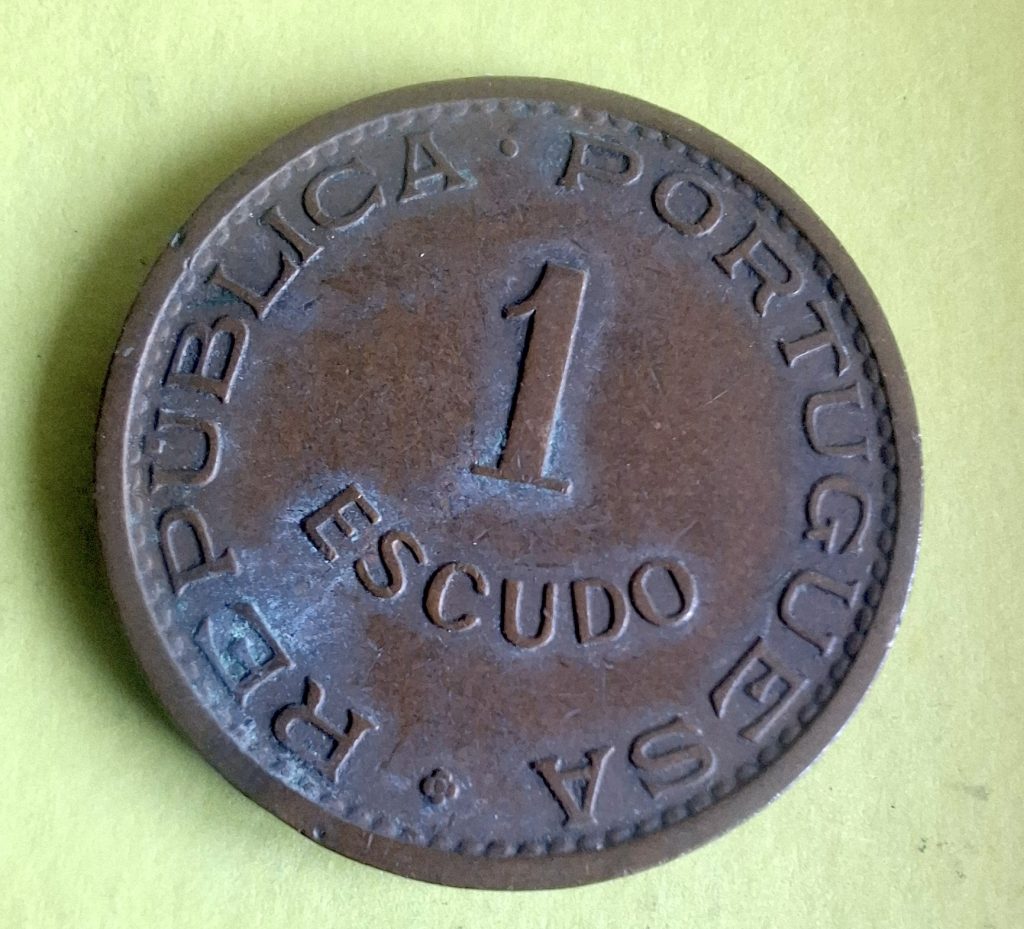 REPUBLICA · PORTUGUESA
1
ESCUDO